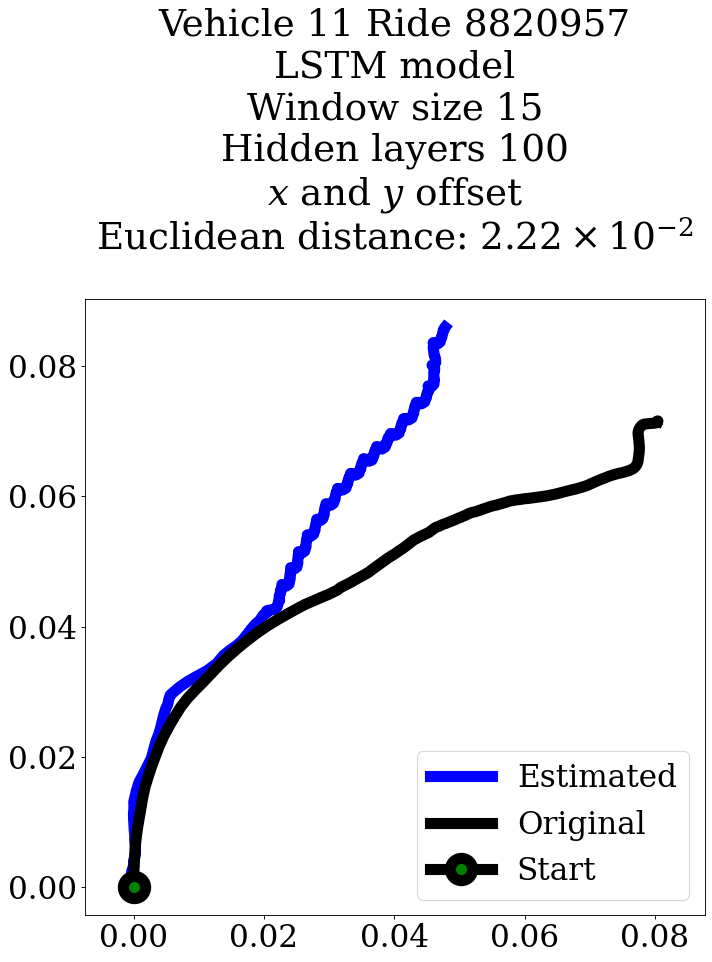 Vehicle 11 Ride 8820957
LSTM model
Window size 15
Hidden layers 100
x and y offset
Euclidean distance: 2.22 × 10⁻²
0.08
0.06
0.04
0.02
0.00
Estimated
Original
Start
0.00 0.02 0.04 0.06 0.08